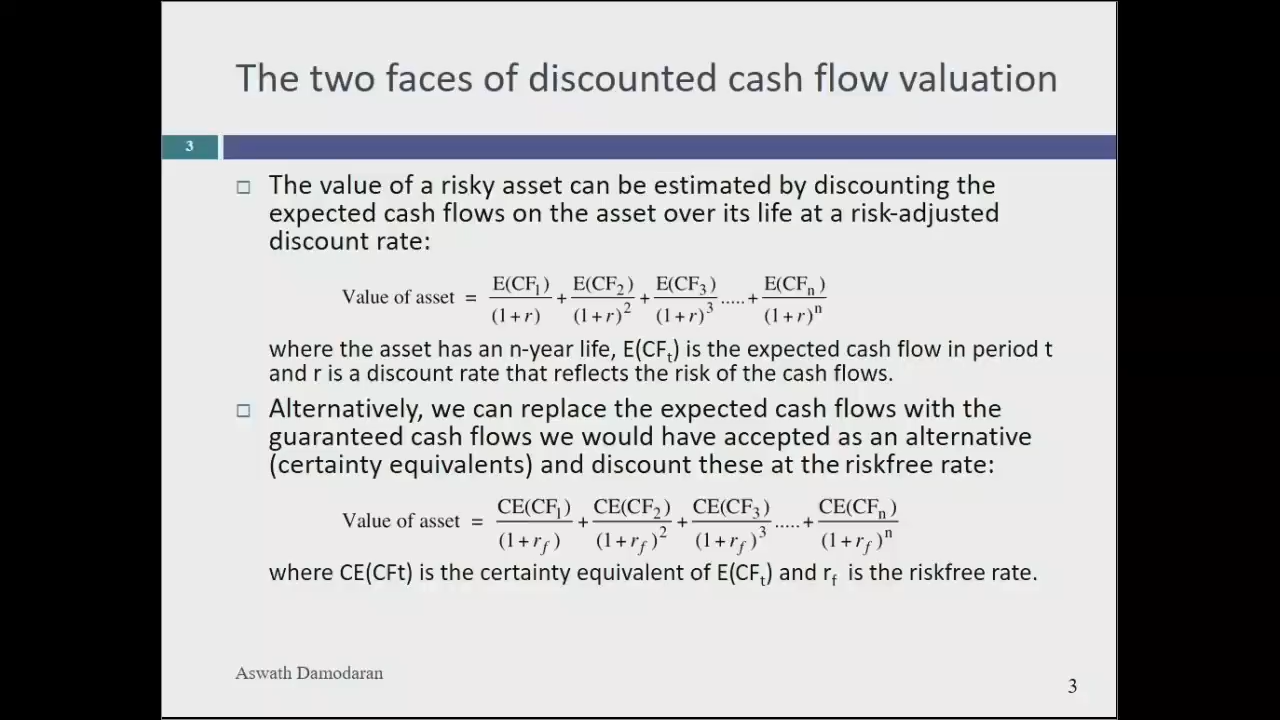 The two faces of discounted cash flow valuation
3
□ The value of a risky asset can be estimated by discounting the
expected cash flows on the asset over its life at a risk-adjusted
discount rate:
Value of asset = E(CF₁)/(1+r) + E(CF₂)/(1+r)² + E(CF₃)/(1+r)³ ..... + E(CFₙ)/(1+r)ⁿ
where the asset has an n-year life, E(CFₜ) is the expected cash flow in period t
and r is a discount rate that reflects the risk of the cash flows.
□ Alternatively, we can replace the expected cash flows with the
guaranteed cash flows we would have accepted as an alternative
(certainty equivalents) and discount these at the riskfree rate:
Value of asset = CE(CF₁)/(1+r_f) + CE(CF₂)/(1+r_f)² + CE(CF₃)/(1+r_f)³ ..... + CE(CFₙ)/(1+r_f)ⁿ
where CE(CFt) is the certainty equivalent of E(CFₜ) and r_f is the riskfree rate.
Aswath Damodaran
3